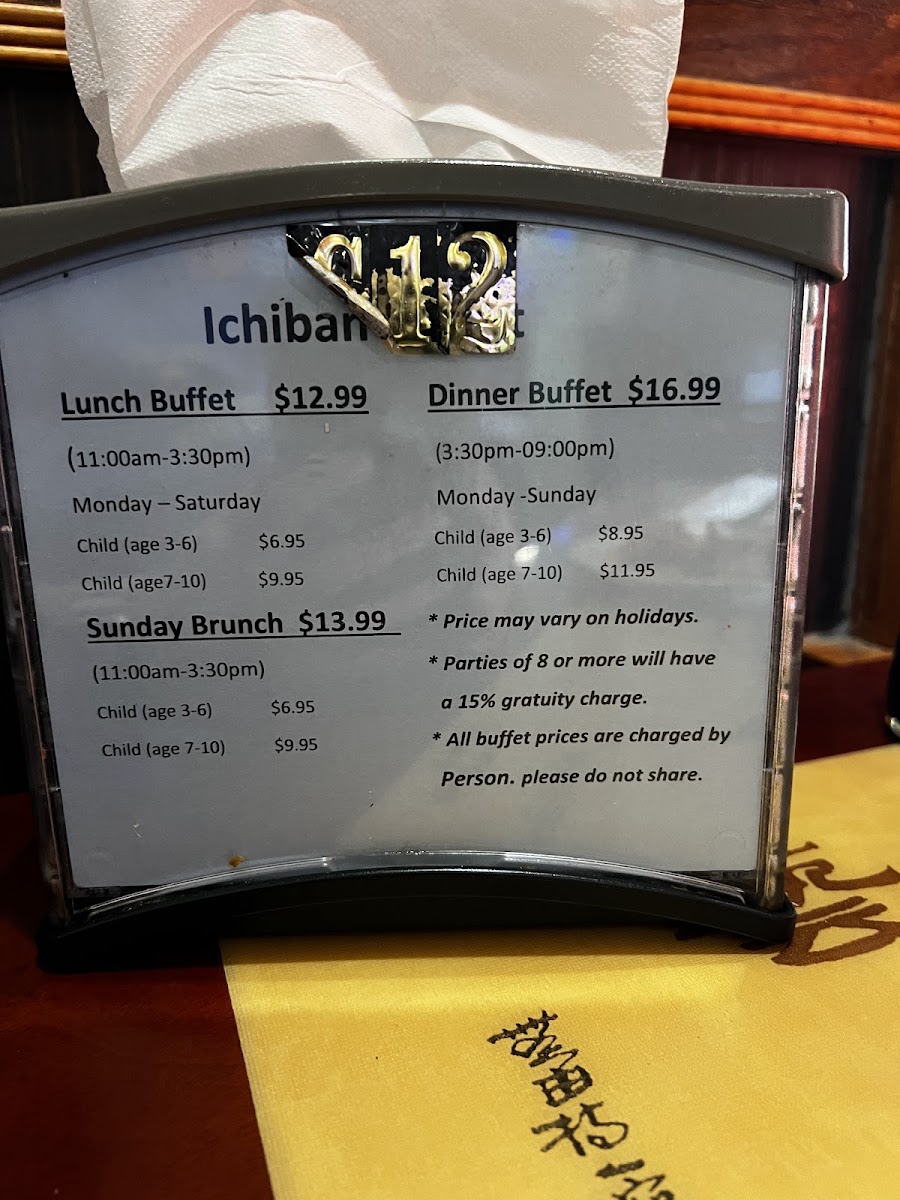 12
Ichiban
Lunch Buffet $12.99
(11:00am-3:30pm)
Monday – Saturday
Child (age 3-6) $6.95
Child (age7-10) $9.95
Sunday Brunch $13.99
(11:00am-3:30pm)
Child (age 3-6) $6.95
Child (age 7-10) $9.95
Dinner Buffet $16.99
(3:30pm-09:00pm)
Monday -Sunday
Child (age 3-6) $8.95
Child (age 7-10) $11.95
* Price may vary on holidays.
* Parties of 8 or more will have
a 15% gratuity charge.
* All buffet prices are charged by
Person. please do not share.